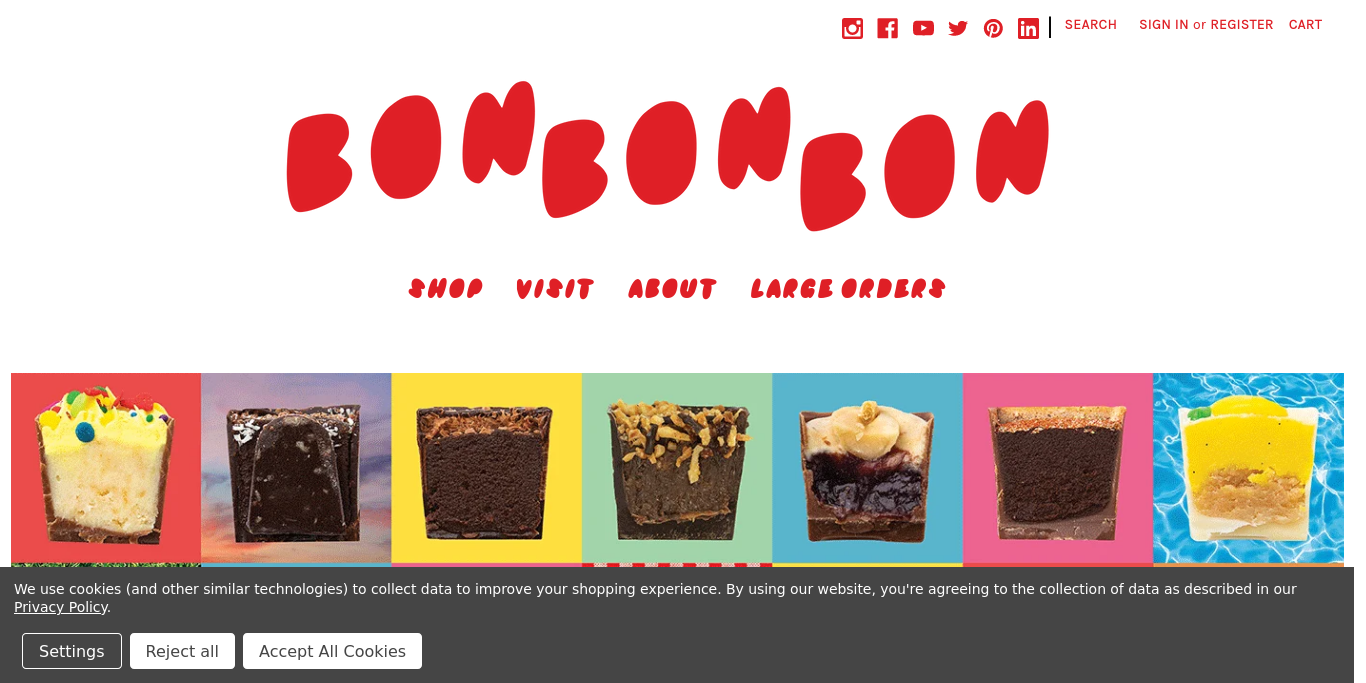 SEARCH SIGN IN or REGISTER CART
BONBONBON
SHOP VISIT ABOUT LARGE ORDERS
We use cookies (and other similar technologies) to collect data to improve your shopping experience. By using our website, you're agreeing to the collection of data as described in our
Privacy Policy.
Settings Reject all Accept All Cookies